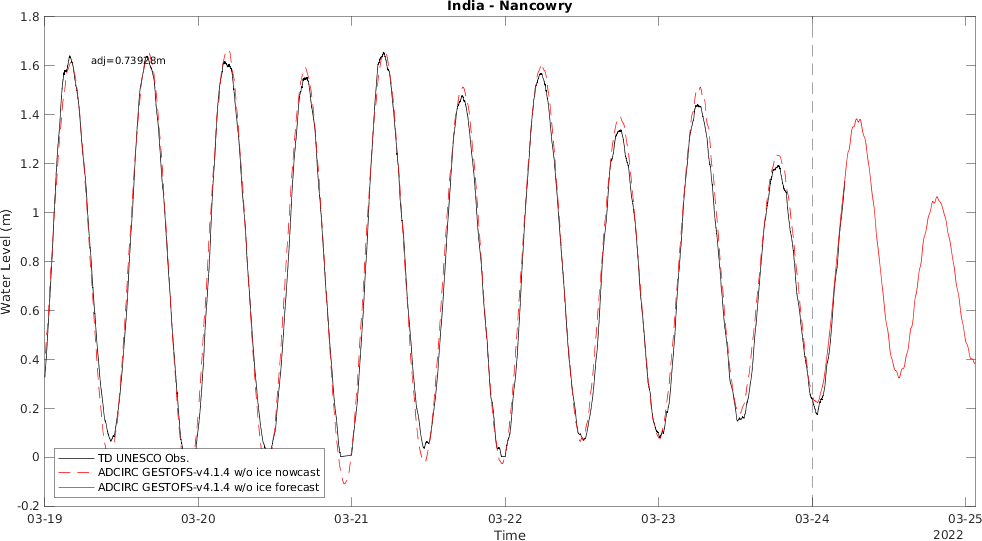 India - Nancowry
1.8
1.6
1.4
1.2
1
0.8
0.6
0.4
0.2
0
-0.2
Water Level (m)
adj=0.73928m
TD UNESCO Obs.
ADCIRC GESTOFS-v4.1.4 w/o ice nowcast
ADCIRC GESTOFS-v4.1.4 w/o ice forecast
03-19 03-20 03-21 03-22 03-23 03-24 03-25
Time
2022